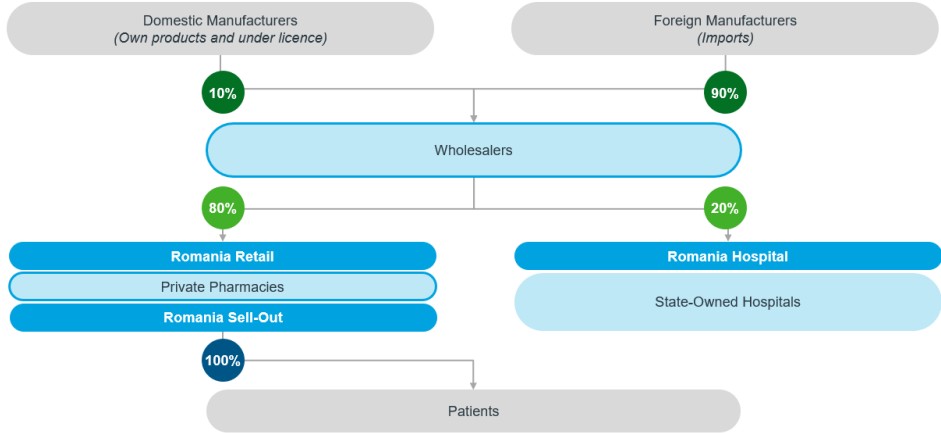 Domestic Manufacturers
(Own products and under licence)
Foreign Manufacturers
(Imports)
10%
90%
Wholesalers
80%
20%
Romania Retail
Romania Hospital
Private Pharmacies
State-Owned Hospitals
Romania Sell-Out
100%
Patients